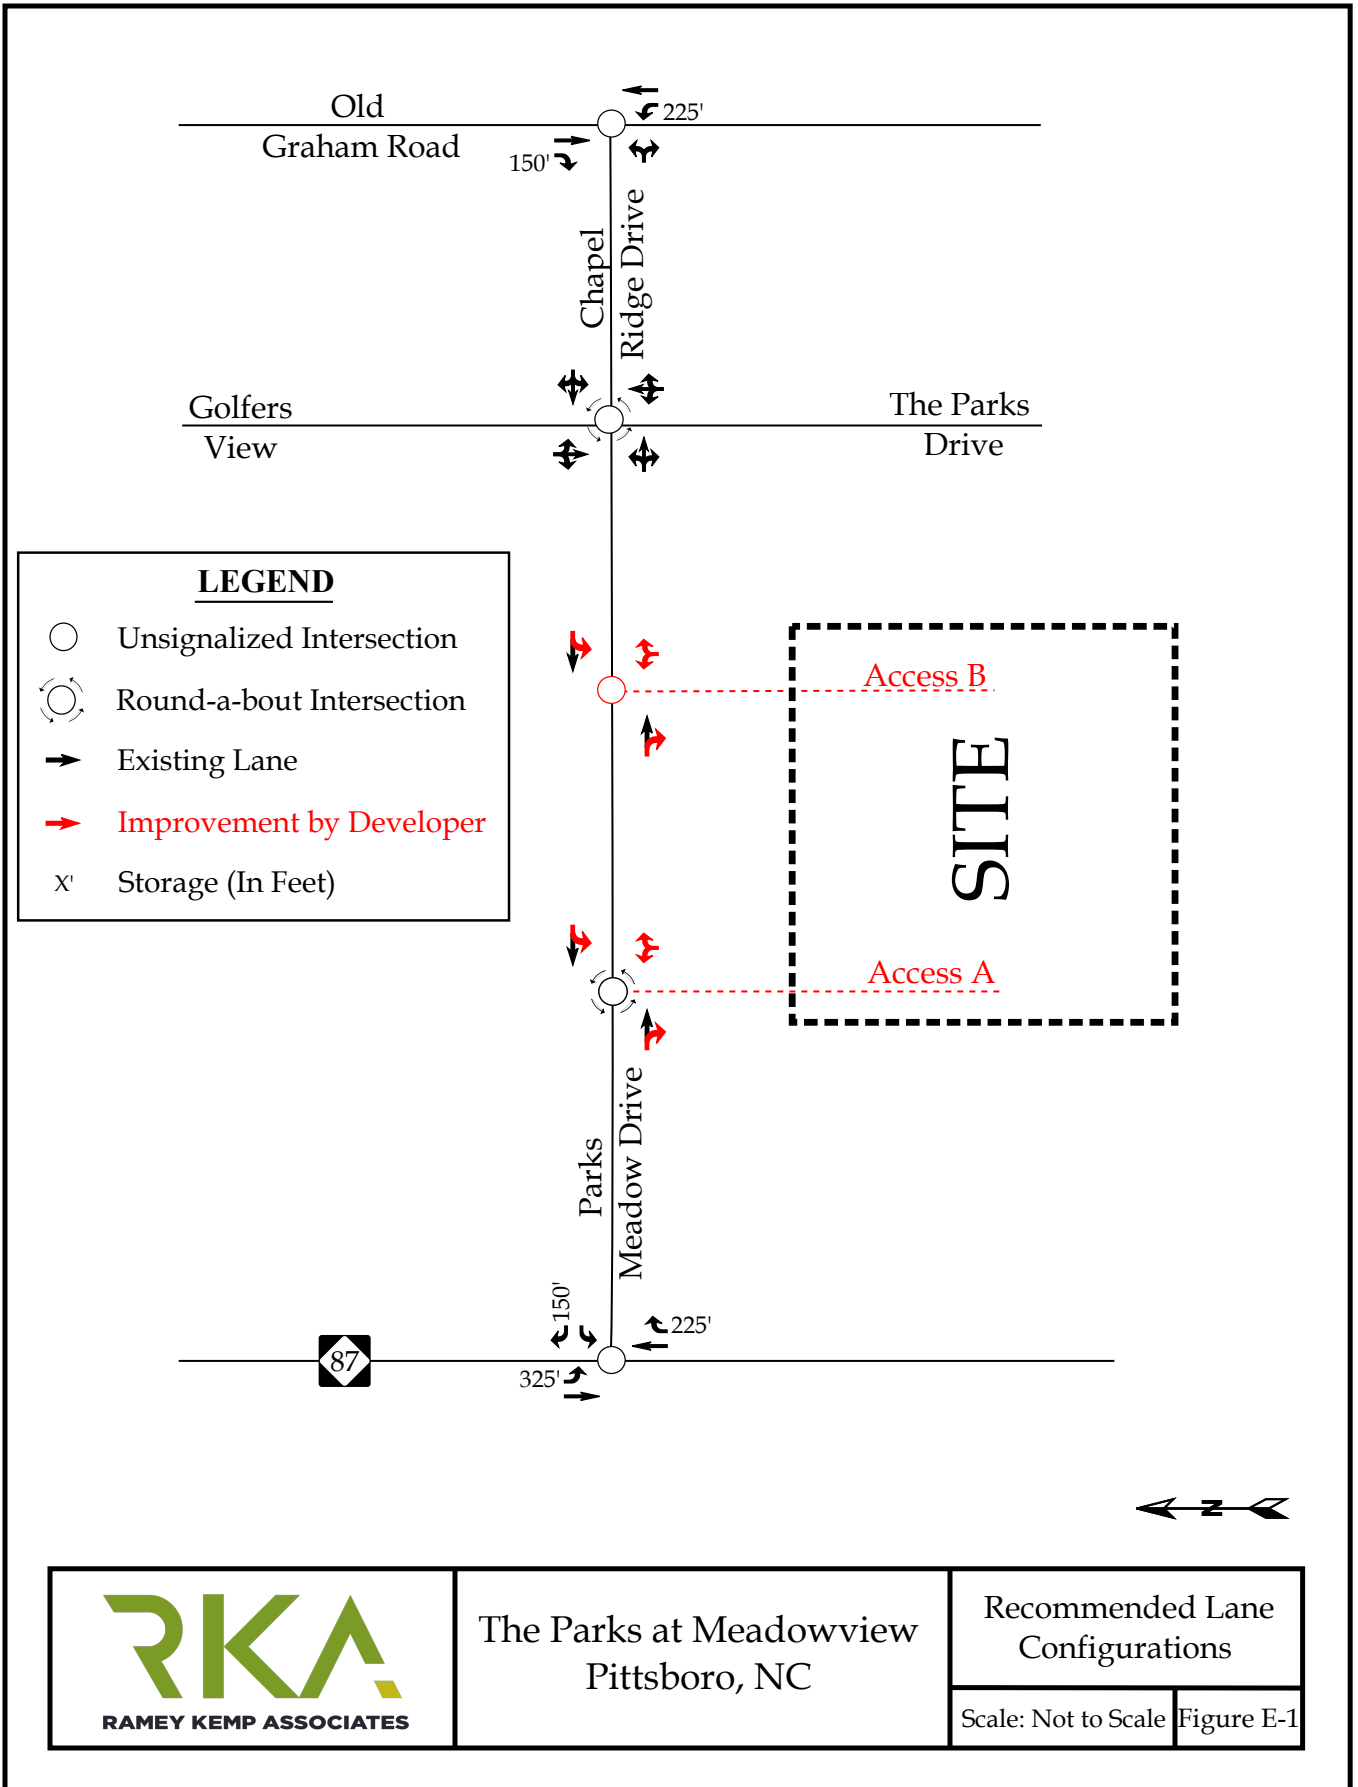 Old
Graham Road
225'
150'
Chapel
Ridge Drive
Golfers
View
The Parks
Drive
LEGEND
Unsignalized Intersection
Round-a-bout Intersection
Existing Lane
Improvement by Developer
X' Storage (In Feet)
Access B
SITE
Access A
Parks
Meadow Drive
150'
225'
87
325'
N
RKA
RAMEY KEMP ASSOCIATES
The Parks at Meadowview
Pittsboro, NC
Recommended Lane
Configurations
Scale: Not to Scale
Figure E-1